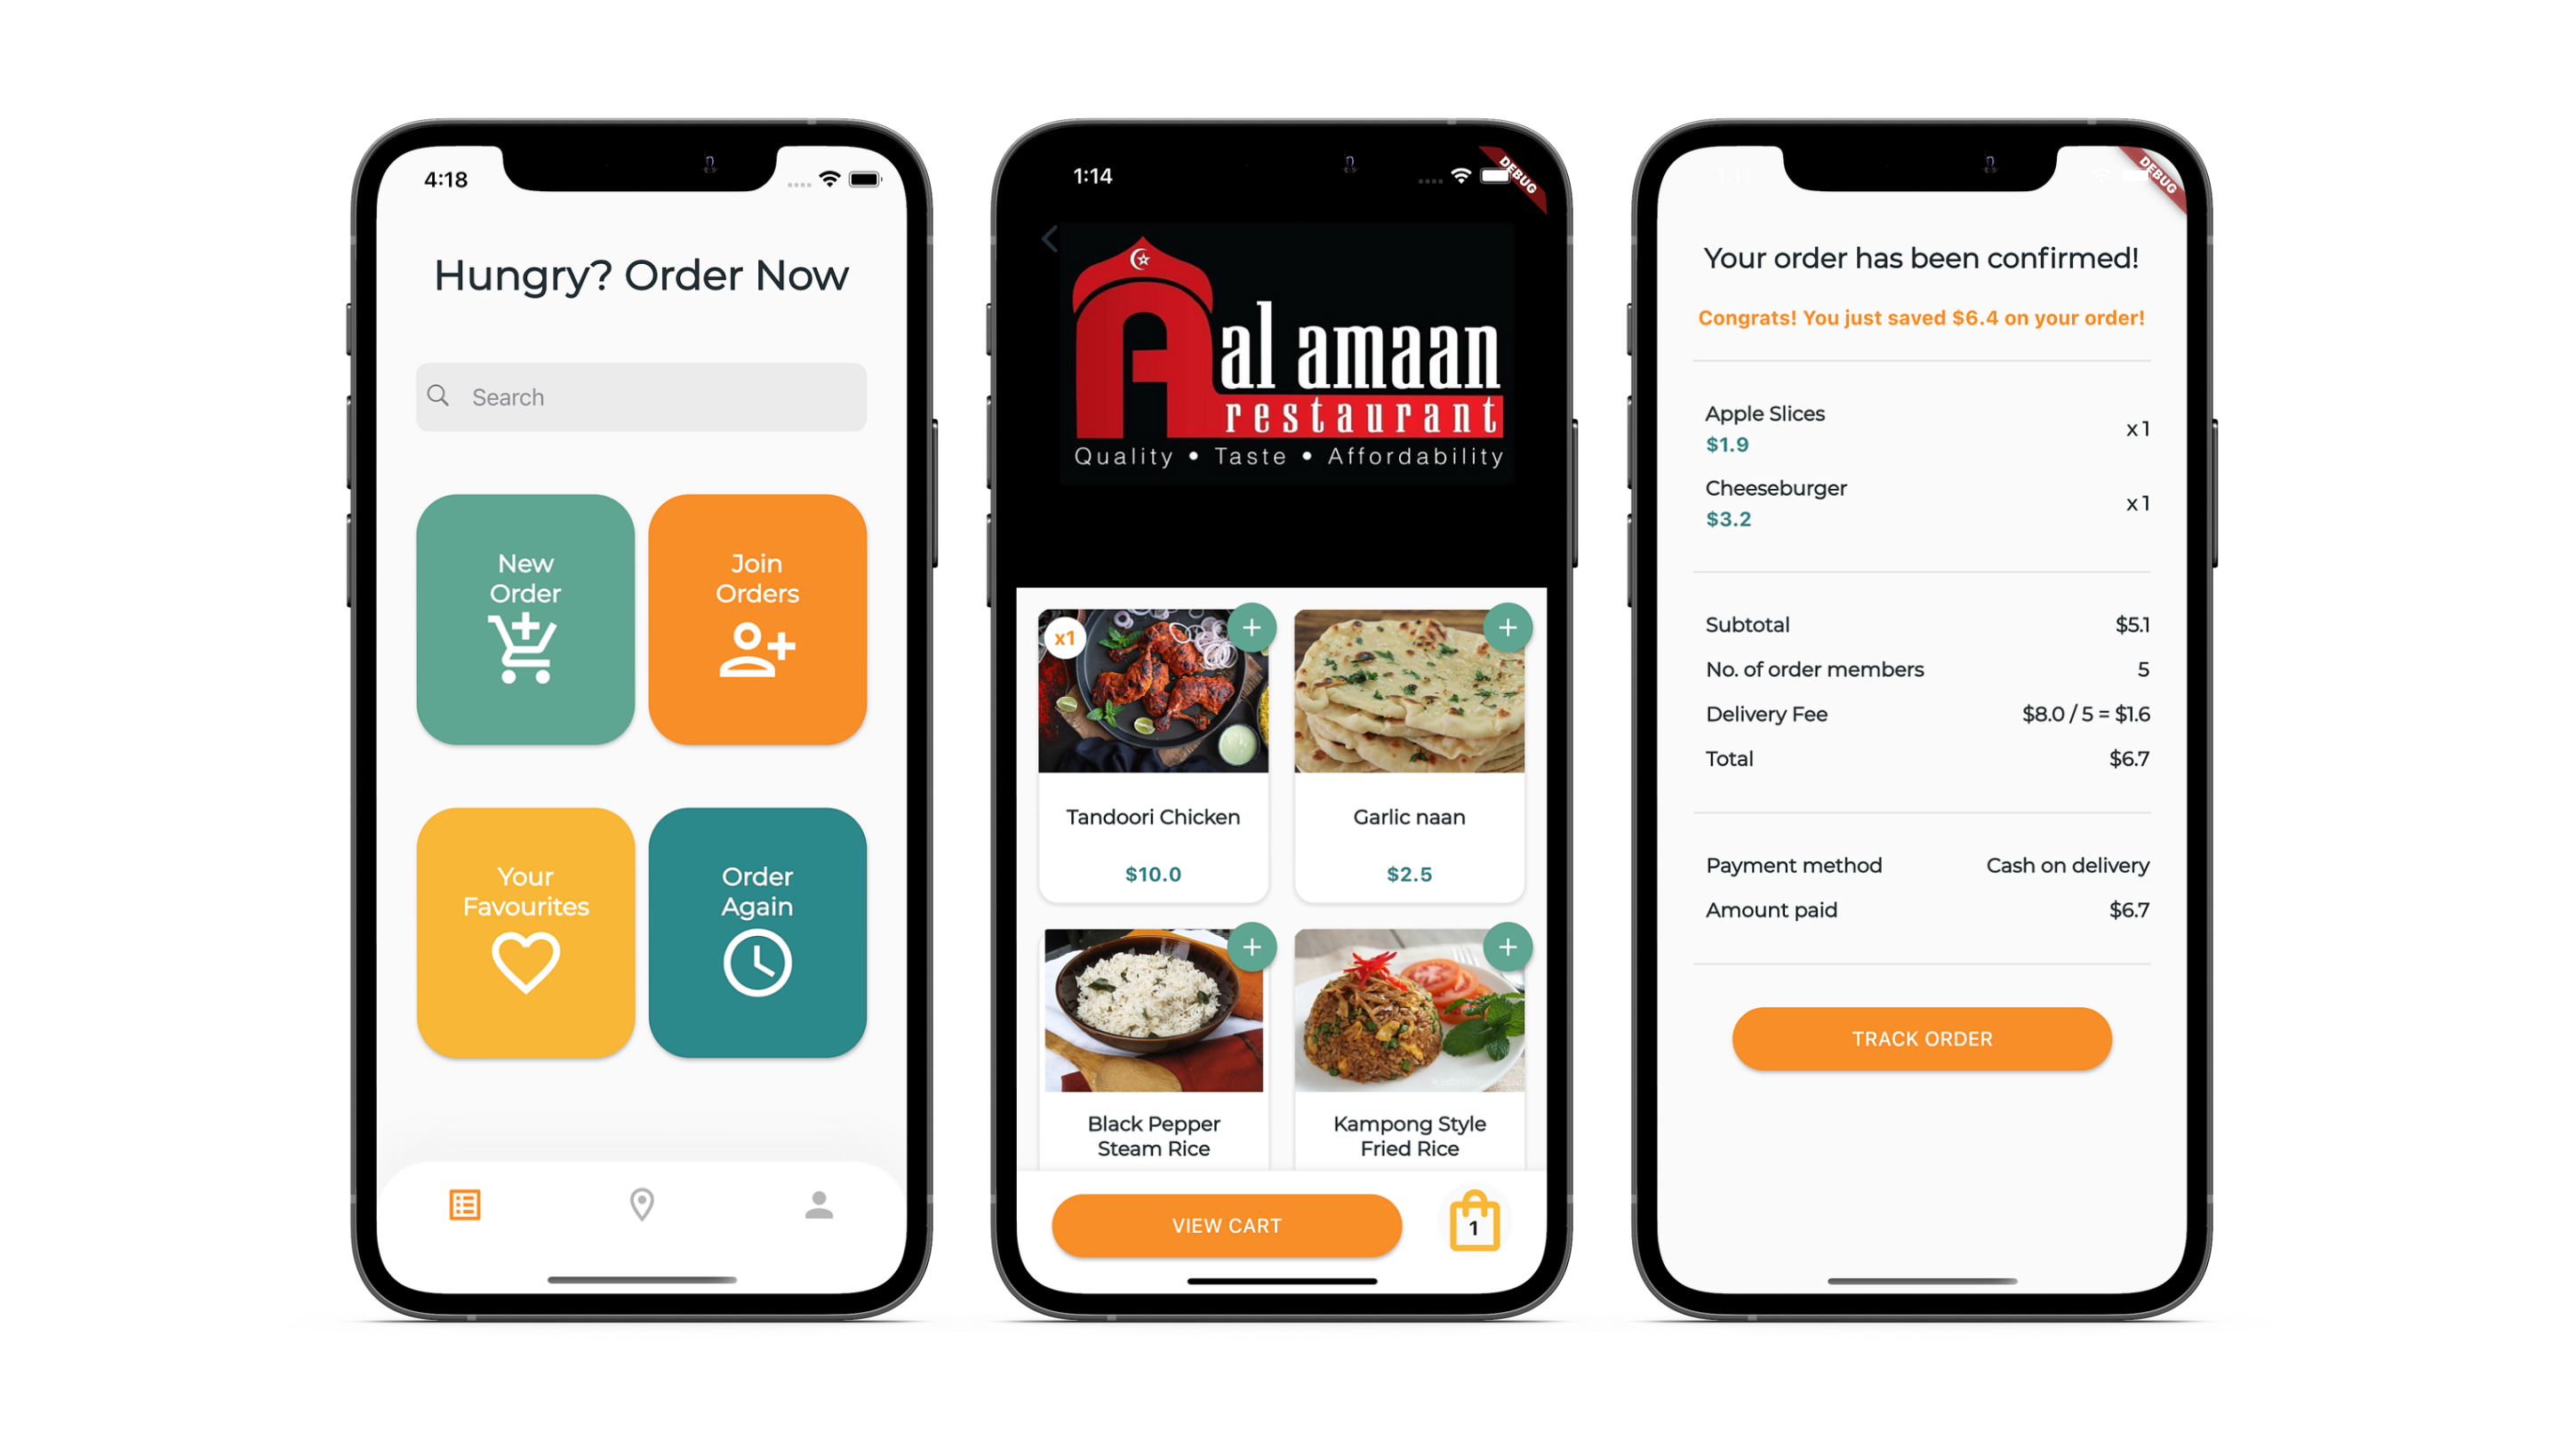 4:18
Hungry? Order Now
Search
New
Order
Join
Orders
Your
Favourites
Order
Again
1:14
DEBUG
al amaan
restaurant
Quality • Taste • Affordability
x1
Tandoori Chicken
$10.0
Garlic naan
$2.5
Black Pepper
Steam Rice
Kampong Style
Fried Rice
VIEW CART
1
DEBUG
Your order has been confirmed!
Congrats! You just saved $6.4 on your order!
Apple Slices
$1.9
x 1
Cheeseburger
$3.2
x 1
Subtotal $5.1
No. of order members 5
Delivery Fee $8.0 / 5 = $1.6
Total $6.7
Payment method Cash on delivery
Amount paid $6.7
TRACK ORDER